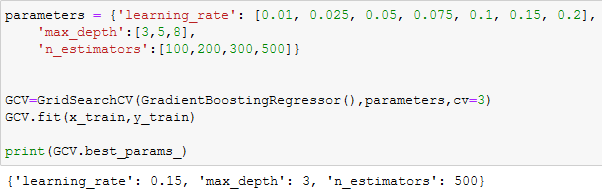 parameters = {'learning_rate': [0.01, 0.025, 0.05, 0.075, 0.1, 0.15, 0.2],
'max_depth':[3,5,8],
'n_estimators':[100,200,300,500]}
GCV=GridSearchCV(GradientBoostingRegressor(),parameters,cv=3)
GCV.fit(x_train,y_train)
print(GCV.best_params_)
{'learning_rate': 0.15, 'max_depth': 3, 'n_estimators': 500}